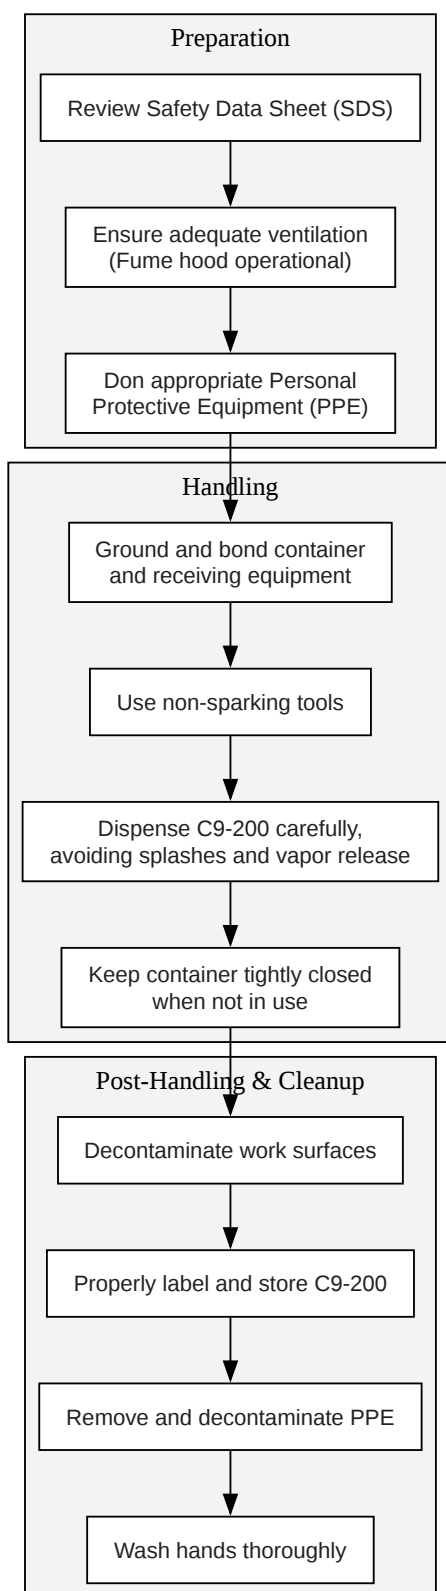 Preparation
Review Safety Data Sheet (SDS)
Ensure adequate ventilation
(Fume hood operational)
Don appropriate Personal
Protective Equipment (PPE)
Handling
Ground and bond container
and receiving equipment
Use non-sparking tools
Dispense C9-200 carefully,
avoiding splashes and vapor release
Keep container tightly closed
when not in use
Post-Handling & Cleanup
Decontaminate work surfaces
Properly label and store C9-200
Remove and decontaminate PPE
Wash hands thoroughly